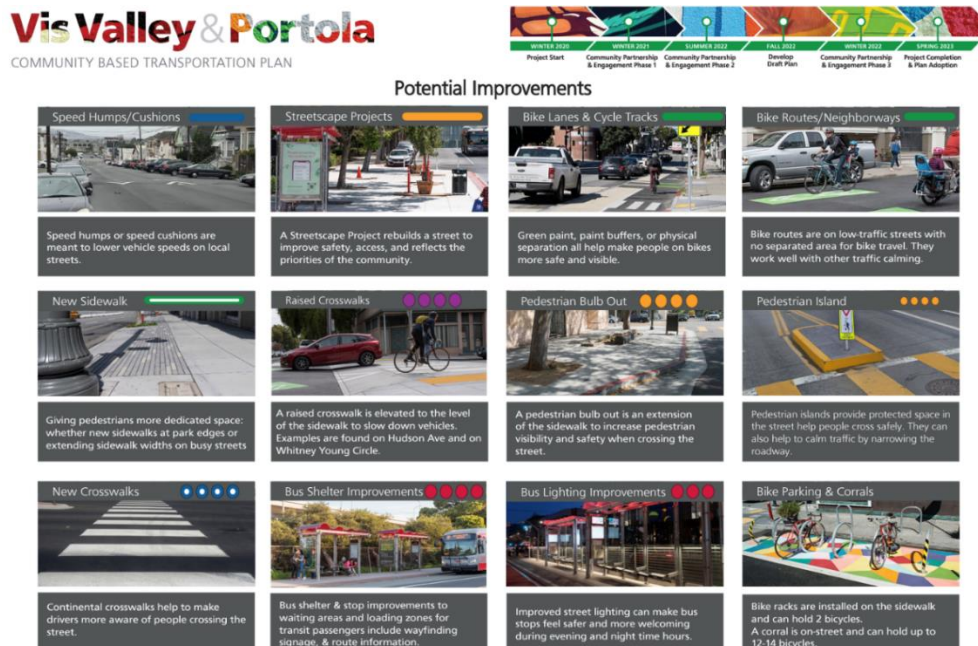 Vis Valley & Portola
COMMUNITY BASED TRANSPORTATION PLAN
WINTER 2020
Project Start
WINTER 2021
Community Partnership
& Engagement Phase 1
SUMMER 2022
Community Partnership
& Engagement Phase 2
FALL 2022
Develop
Draft Plan
WINTER 2022
Community Partnership
& Engagement Phase 3
SPRING 2023
Project Completion
& Plan Adoption
Potential Improvements
Speed Humps/Cushions
Speed humps or speed cushions are
meant to lower vehicle speeds on local
streets.
Streetscape Projects
A Streetscape Project rebuilds a street to
improve safety, access, and reflects the
priorities of the community.
Bike Lanes & Cycle Tracks
Green paint, paint buffers, or physical
separation all help make people on bikes
more safe and visible.
Bike Routes/Neighborways
Bike routes are on low-traffic streets with
no separated area for bike travel. They
work well with other traffic calming.
New Sidewalk
Giving pedestrians more dedicated space:
whether new sidewalks at park edges or
extending sidewalk widths on busy streets
Raised Crosswalks
A raised crosswalk is elevated to the level
of the sidewalk to slow down vehicles.
Examples are found on Hudson Ave and on
Whitney Young Circle.
Pedestrian Bulb Out
A pedestrian bulb out is an extension
of the sidewalk to increase pedestrian
visibility and safety when crossing the
street.
Pedestrian Island
Pedestrian islands provide protected space in
the street help people cross safely. They can
also help to calm traffic by narrowing the
roadway.
New Crosswalks
Continental crosswalks help to make
drivers more aware of people crossing the
street.
Bus Shelter Improvements
Bus shelter & stop improvements to
waiting areas and loading zones for
transit passengers include wayfinding
signage, & route information.
Bus Lighting Improvements
Improved street lighting can make bus
stops feel safer and more welcoming
during evening and night time hours.
Bike Parking & Corrals
Bike racks are installed on the sidewalk
and can hold 2 bicycles.
A corral is on-street and can hold up to
12-14 bicycles.